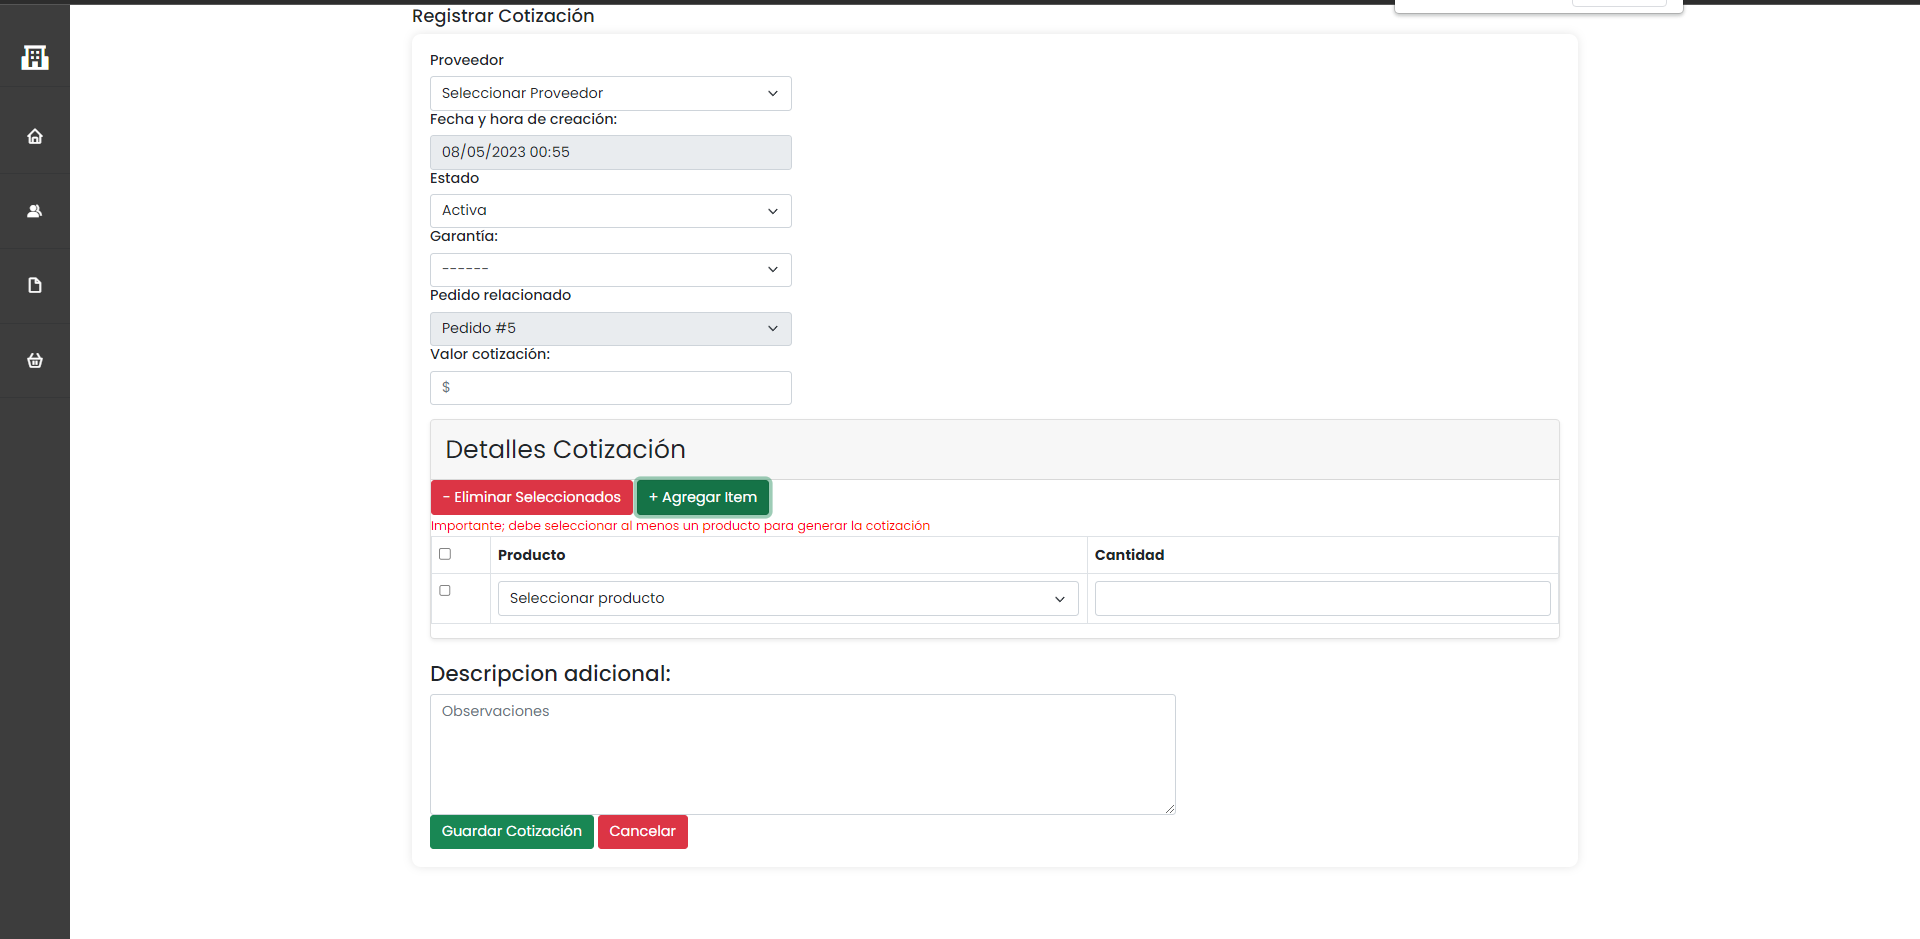 Registrar Cotización
Proveedor
Seleccionar Proveedor
Fecha y hora de creación:
08/05/2023 00:55
Estado
Activa
Garantía:
------
Pedido relacionado
Pedido #5
Valor cotización:
$
Detalles Cotización
- Eliminar Seleccionados + Agregar Item
Importante; debe seleccionar al menos un producto para generar la cotización
Producto Cantidad
Seleccionar producto
Descripcion adicional:
Observaciones
Guardar Cotización Cancelar